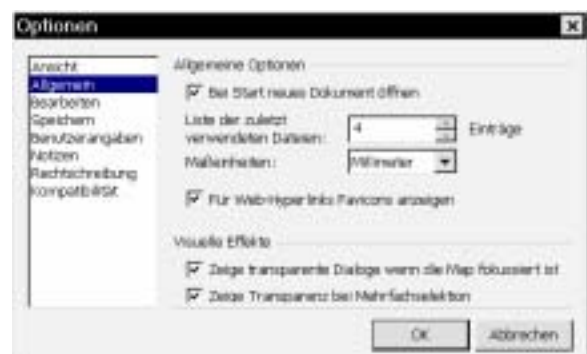 Optionen
Ansicht
Allgemein
Bearbeiten
Speichern
Benutzerangaben
Notizen
Rechtschreibung
Kompatibilität
Allgemeine Optionen
Bei Start neues Dokument öffnen
Liste der zuletzt
verwendeten Dateien: 4 Einträge
Maßeinheiten: Millimeter
Für Web-Hyperlinks Favicons anzeigen
Visuelle Effekte
Zeige transparente Dialoge wenn die Map fokussiert ist
Zeige Transparenz bei Mehrfachselektion
OK Abbrechen